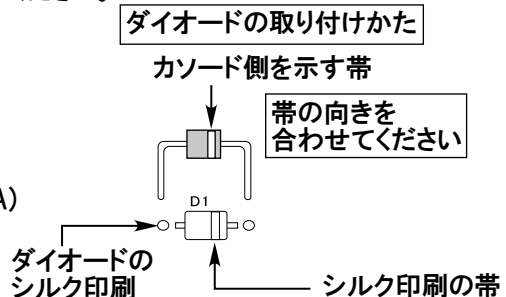 ダイオードの取り付けかた
カソード側を示す帯
帯の向きを
合わせてください
A)
D1
ダイオードの
シルク印刷
シルク印刷の帯